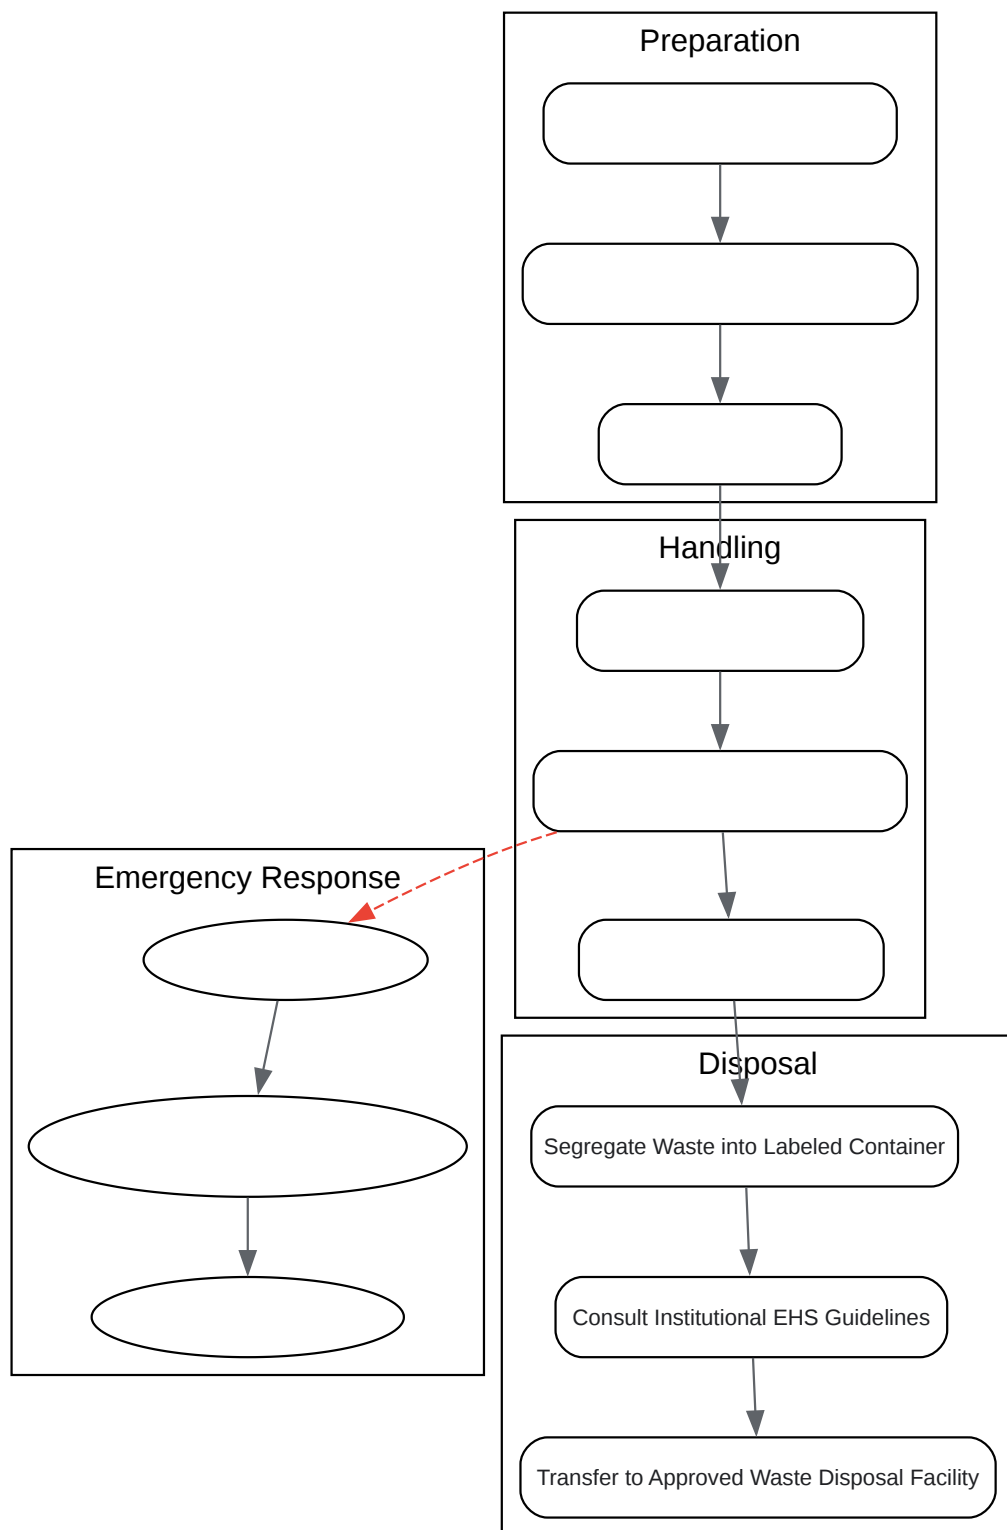 Preparation
Handling
Emergency Response
Disposal
Segregate Waste into Labeled Container
Consult Institutional EHS Guidelines
Transfer to Approved Waste Disposal Facility